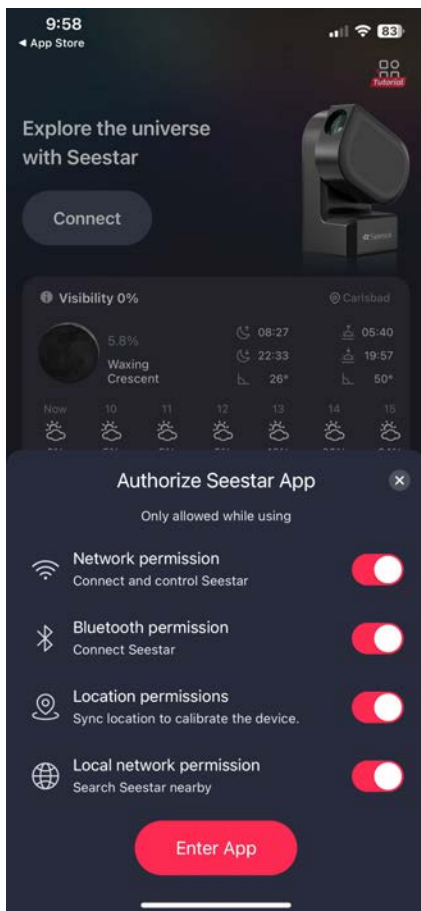 9:58
83
App Store
Tutorial
Explore the universe
with Seestar
Connect
Seestar
Visibility 0%
Carlsbad
5.8%
Waxing
Crescent
08:27
22:33
26°
05:40
19:57
50°
Now 10 11 12 13 14 15
Authorize Seestar App
Only allowed while using
Network permission
Connect and control Seestar
Bluetooth permission
Connect Seestar
Location permissions
Sync location to calibrate the device.
Local network permission
Search Seestar nearby
Enter App